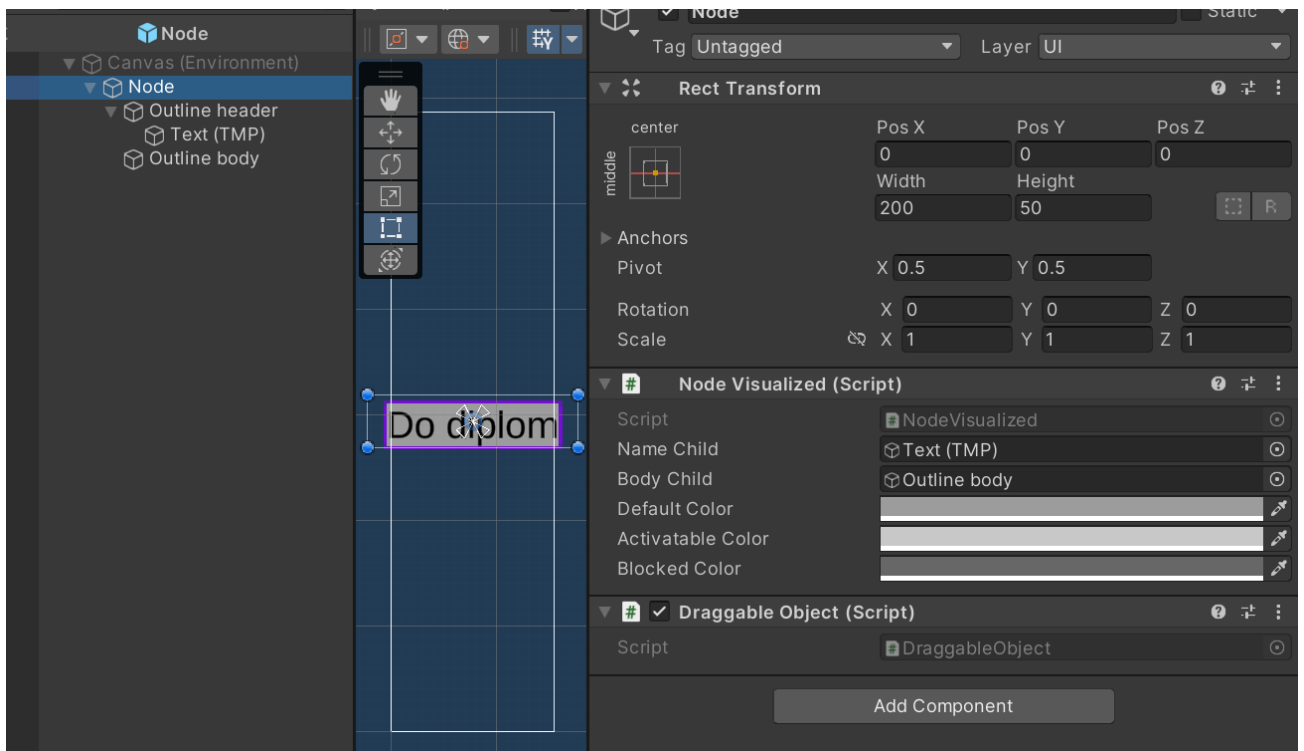 Node
Canvas (Environment)
Node
Outline header
Text (TMP)
Outline body
Do diplom
Node
Static
Tag Untagged Layer UI
Rect Transform
center
middle
Pos X Pos Y Pos Z
0 0 0
Width Height
200 50
R
Anchors
Pivot X 0.5 Y 0.5
Rotation X 0 Y 0 Z 0
Scale X 1 Y 1 Z 1
# Node Visualized (Script)
Script # NodeVisualized
Name Child Text (TMP)
Body Child Outline body
Default Color
Activatable Color
Blocked Color
# Draggable Object (Script)
Script # DraggableObject
Add Component